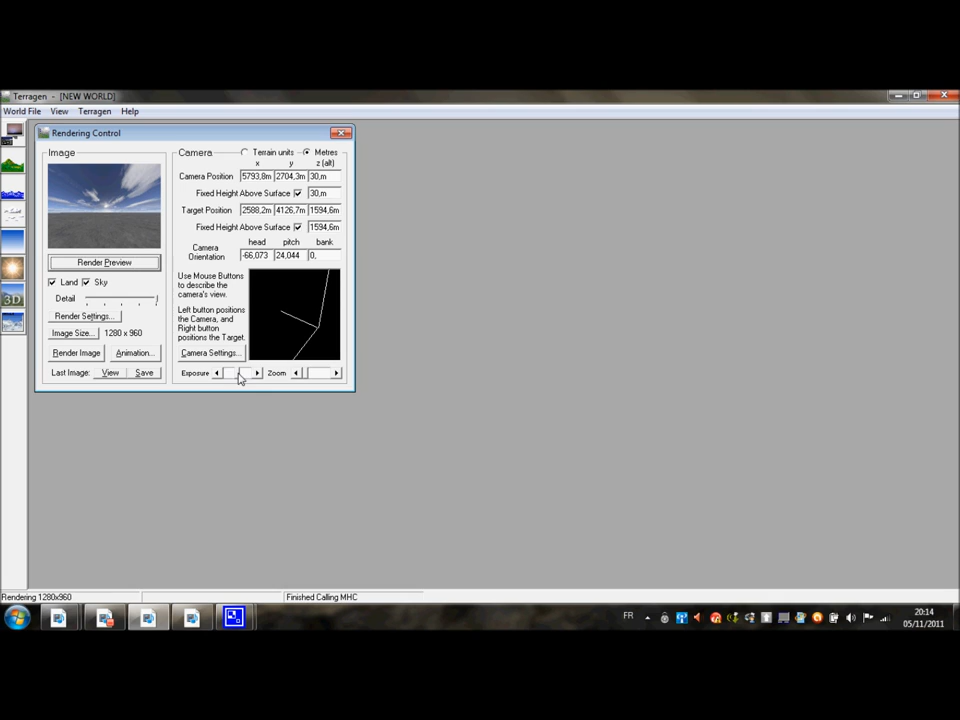 Terragen - [NEW WORLD]
World File View Terragen Help
Rendering Control
Image
Camera
Terrain units
Metres
x y z (alt)
Camera Position 5793,8m 2704,3m 30,m
Fixed Height Above Surface 30,m
Target Position 2588,2m 4126,7m 1594,6m
Fixed Height Above Surface 1594,6m
head pitch bank
Camera
Orientation
-66,073 24,044 0,
Render Preview
Land Sky
Detail
Render Settings...
Image Size... 1280 x 960
Render Image Animation...
Last Image: View Save
Use Mouse Buttons
to describe the
camera's view.
Left button positions
the Camera, and
Right button
positions the Target.
Camera Settings...
Exposure Zoom
3D
Rendering 1280x960
Finished Calling MHC
FR
20:14
05/11/2011